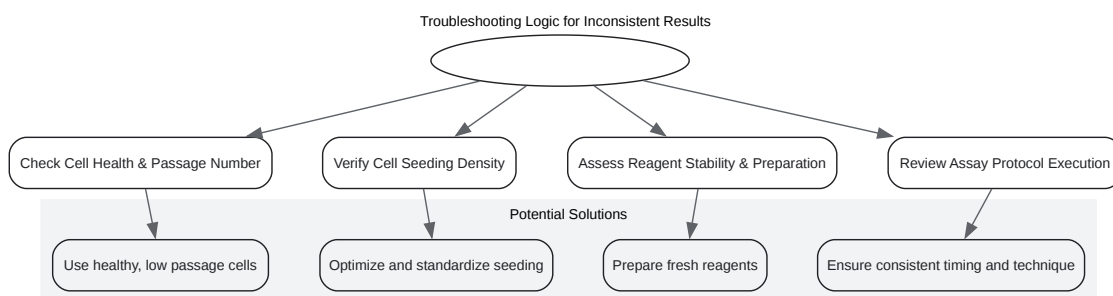 Troubleshooting Logic for Inconsistent Results
Check Cell Health & Passage Number
Verify Cell Seeding Density
Assess Reagent Stability & Preparation
Review Assay Protocol Execution
Potential Solutions
Use healthy, low passage cells
Optimize and standardize seeding
Prepare fresh reagents
Ensure consistent timing and technique